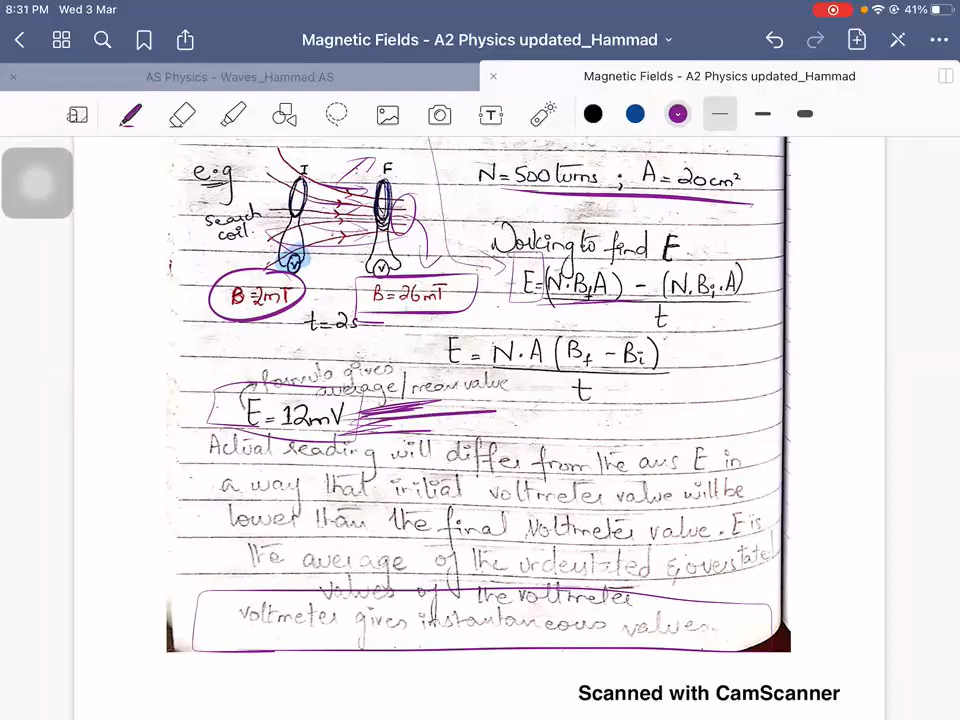 8:31 PM Wed 3 Mar
41%
Magnetic Fields - A2 Physics updated_Hammad
AS Physics - Waves_Hammad AS
Magnetic Fields - A2 Physics updated_Hammad
e.g
I
F
N = 500 turns ; A = 20 cm²
search
coil
Working to find E
V
V
E = (N.BfA) - (N.Bi.A)
t
B = 2mT
B = 26mT
t = 2s
E = N.A (Bf - Bi)
t
formula gives
average/mean value
E = 12mV
Actual reading will differ from the ans E in
a way that initial voltmeter value will be
lower than the final voltmeter value. E is
the average of the & overstated
values of the voltmeter
voltmeter gives instantaneous values.
Scanned with CamScanner